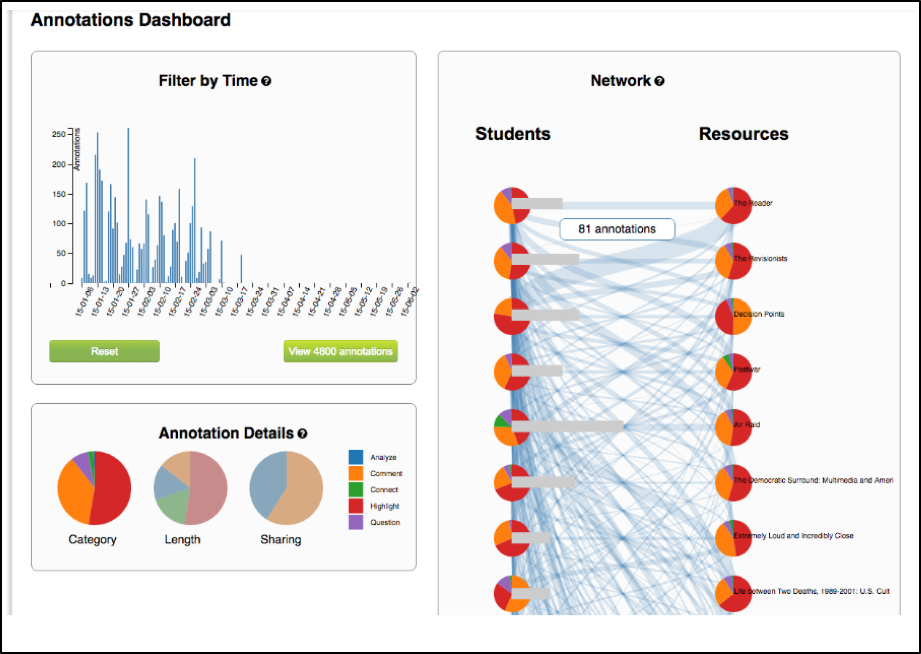 Annotations Dashboard
Filter by Time ?
Annotations
250
200
150
100
50
0
15-01-06
15-01-13
15-01-20
15-01-27
15-02-03
15-02-10
15-02-17
15-02-24
15-03-03
15-03-10
15-03-17
15-03-24
15-03-31
15-04-07
15-04-14
15-04-21
15-04-28
15-05-05
15-05-12
15-05-19
15-05-26
15-06-02
Reset
View 4800 annotations
Annotation Details ?
Category
Length
Sharing
Analyze
Comment
Connect
Highlight
Question
Network ?
Students
Resources
81 annotations
The Reader
The Revisionists
Decision Points
Postwar
Air Raid
The Democratic Surround: Multimedia and Ameri
Extremely Loud and Incredibly Close
Life between Two Deaths, 1989-2001: U.S. Cult